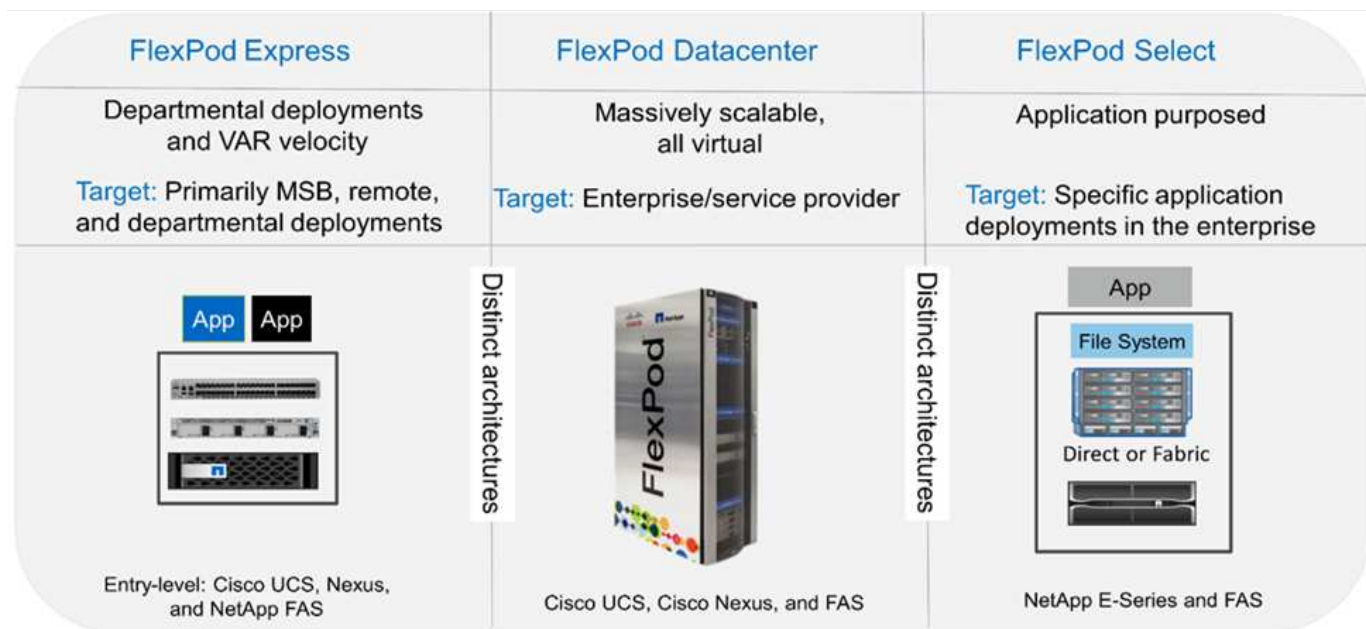 FlexPod Express
Departmental deployments
and VAR velocity
Target: Primarily MSB, remote,
and departmental deployments
App
App
Entry-level: Cisco UCS, Nexus,
and NetApp FAS
Distinct architectures
FlexPod Datacenter
Massively scalable,
all virtual
Target: Enterprise/service provider
CISCO
NetApp
FlexPod
FlexPod
Cisco UCS, Cisco Nexus, and FAS
Distinct architectures
FlexPod Select
Application purposed
Target: Specific application
deployments in the enterprise
App
File System
Direct or Fabric
NetApp E-Series and FAS